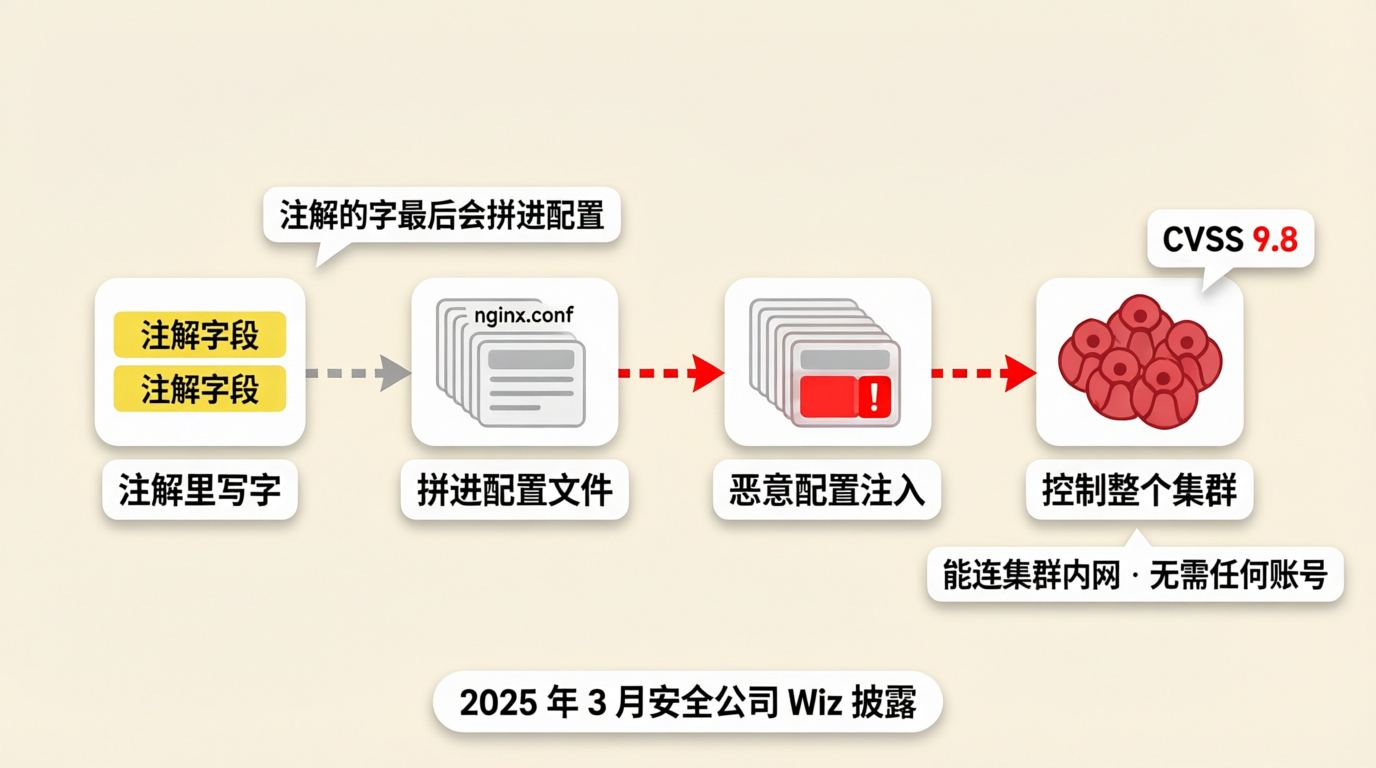 注解的字最后会拼进配置
CVSS 9.8
注解字段
注解字段
nginx.conf
!
注解里写字
拼进配置文件
恶意配置注入
控制整个集群
能连集群内网 · 无需任何账号
2025 年 3 月安全公司 Wiz 披露